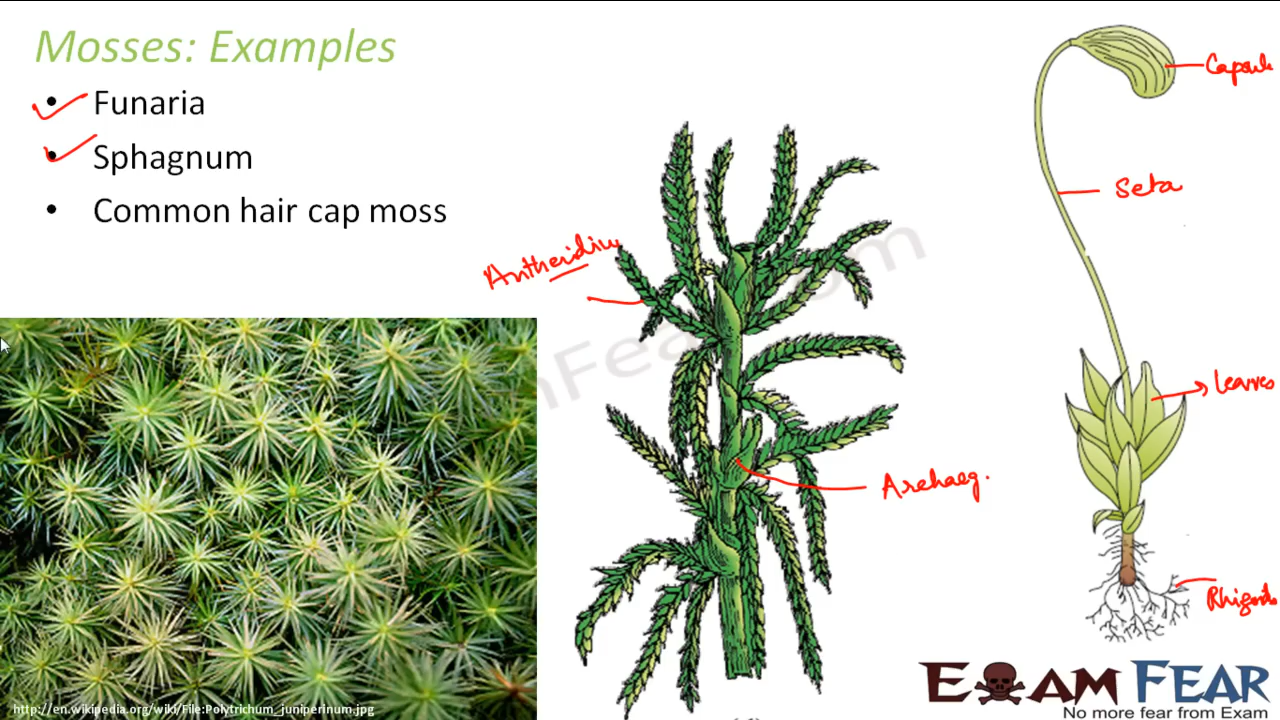 Mosses: Examples
• Funaria
• Sphagnum
• Common hair cap moss
Antheridiu
Archaeg.
Capsule
Seta
leaves
http://en.wikipedia.org/wiki/File:Polytrichum_juniperinum.jpg
EXAM FEAR
No more fear from Exam